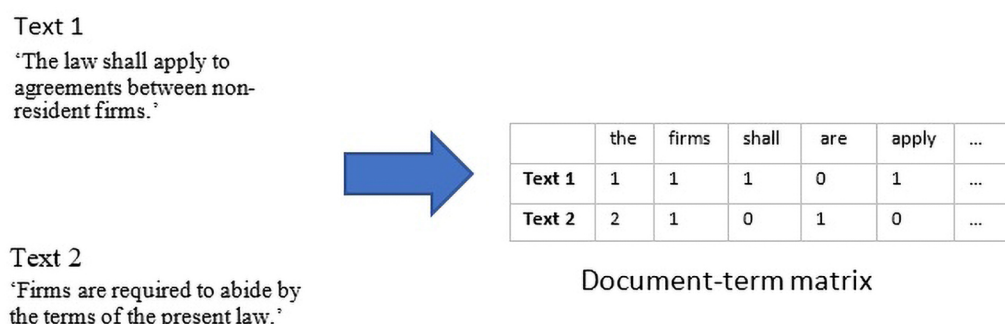 Text 1
‘The law shall apply to
agreements between non-
resident firms.’
the firms shall are apply ...
Text 1 1 1 1 0 1 ...
Text 2 2 1 0 1 0 ...
Document-term matrix
Text 2
‘Firms are required to abide by
the terms of the present law.’